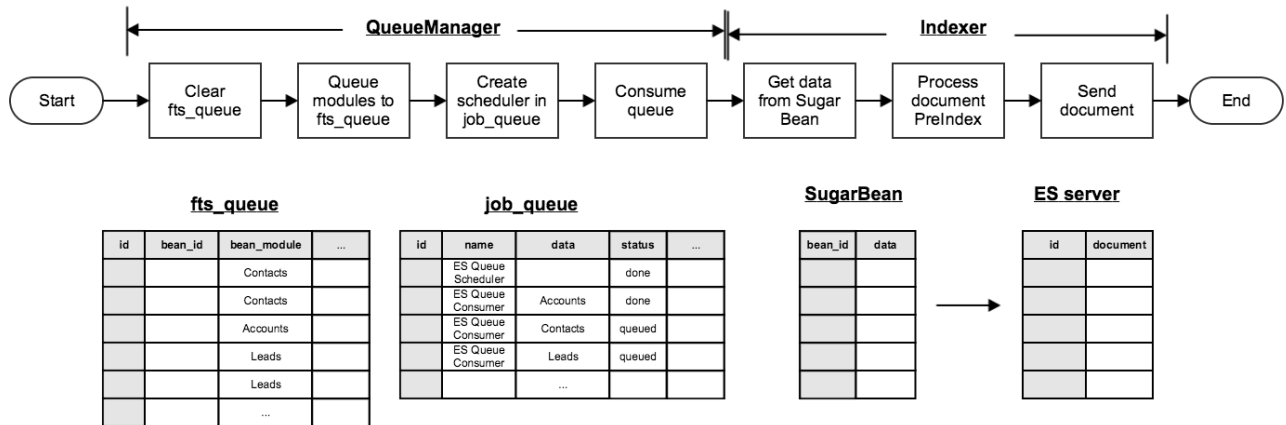 QueueManager
Indexer
Start
Clear
fts_queue
Queue
modules to
fts_queue
Create
scheduler in
job_queue
Consume
queue
Get data
from Sugar
Bean
Process
document
PreIndex
Send
document
End
fts_queue
id bean_id bean_module ...
Contacts
Contacts
Accounts
Leads
Leads
...
job_queue
id name data status ...
ES Queue
Scheduler
done
ES Queue
Consumer
Accounts done
ES Queue
Consumer
Contacts queued
ES Queue
Consumer
Leads queued
...
SugarBean
bean_id data
ES server
id document